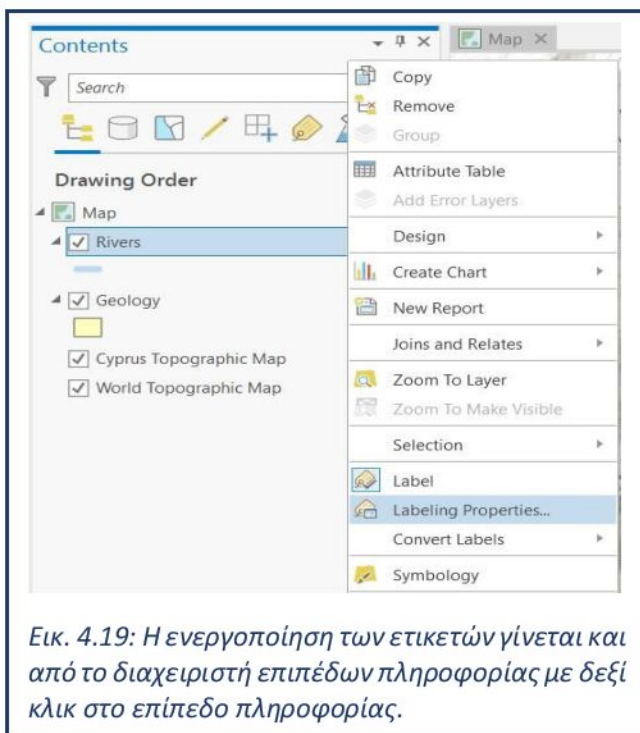 Contents
Map
Search
Drawing Order
Map
Rivers
Geology
Cyprus Topographic Map
World Topographic Map
Copy
Remove
Group
Attribute Table
Add Error Layers
Design
Create Chart
New Report
Joins and Relates
Zoom To Layer
Zoom To Make Visible
Selection
Label
Labeling Properties...
Convert Labels
Symbology
Εικ. 4.19: Η ενεργοποίηση των ετικετών γίνεται και
από το διαχειριστή επιπέδων πληροφορίας με δεξί
κλικ στο επίπεδο πληροφορίας.